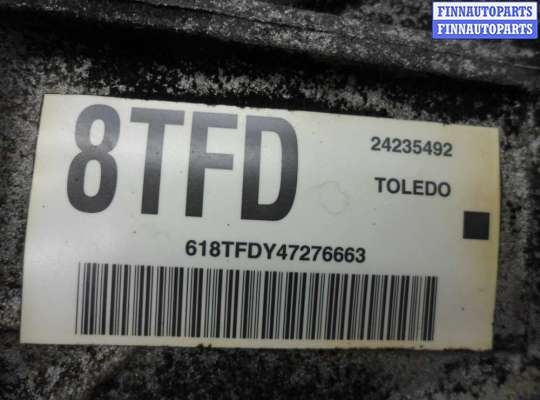 FINNAUTOPARTS
FINNAUTOPARTS
8TFD
24235492
TOLEDO
618TFDY47276663